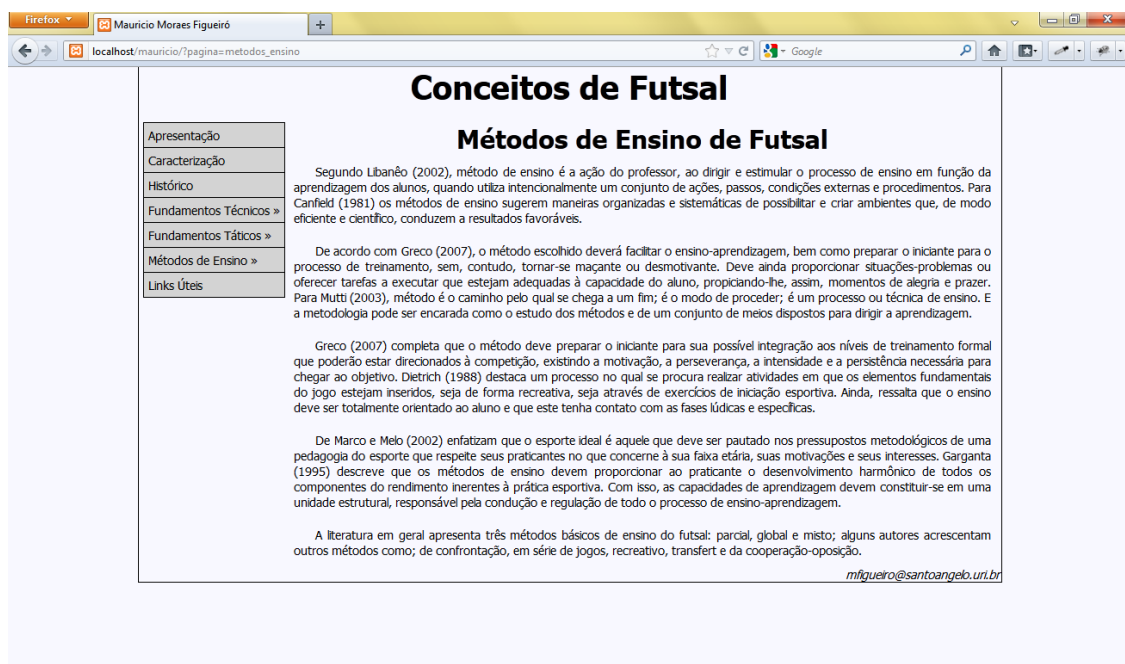 Firefox
Mauricio Moraes Figueiró
localhost/mauricio/?pagina=metodos_ensino
Google
Conceitos de Futsal
Apresentação
Caracterização
Histórico
Fundamentos Técnicos »
Fundamentos Táticos »
Métodos de Ensino »
Links Úteis
Métodos de Ensino de Futsal
Segundo Libanêo (2002), método de ensino é a ação do professor, ao dirigir e estimular o processo de ensino em função da
aprendizagem dos alunos, quando utiliza intencionalmente um conjunto de ações, passos, condições externas e procedimentos. Para
Canfield (1981) os métodos de ensino sugerem maneiras organizadas e sistemáticas de possibilitar e criar ambientes que, de modo
eficiente e científico, conduzem a resultados favoráveis.
De acordo com Greco (2007), o método escolhido deverá facilitar o ensino-aprendizagem, bem como preparar o iniciante para o
processo de treinamento, sem, contudo, tornar-se maçante ou desmotivante. Deve ainda proporcionar situações-problemas ou
oferecer tarefas a executar que estejam adequadas à capacidade do aluno, propiciando-lhe, assim, momentos de alegria e prazer.
Para Mutti (2003), método é o caminho pelo qual se chega a um fim; é o modo de proceder; é um processo ou técnica de ensino. E
a metodologia pode ser encarada como o estudo dos métodos e de um conjunto de meios dispostos para dirigir a aprendizagem.
Greco (2007) completa que o método deve preparar o iniciante para sua possível integração aos níveis de treinamento formal
que poderão estar direcionados à competição, existindo a motivação, a perseverança, a intensidade e a persistência necessária para
chegar ao objetivo. Dietrich (1988) destaca um processo no qual se procura realizar atividades em que os elementos fundamentais
do jogo estejam inseridos, seja de forma recreativa, seja através de exercícios de iniciação esportiva. Ainda, ressalta que o ensino
deve ser totalmente orientado ao aluno e que este tenha contato com as fases lúdicas e específicas.
De Marco e Melo (2002) enfatizam que o esporte ideal é aquele que deve ser pautado nos pressupostos metodológicos de uma
pedagogia do esporte que respeite seus praticantes no que concerne à sua faixa etária, suas motivações e seus interesses. Garganta
(1995) descreve que os métodos de ensino devem proporcionar ao praticante o desenvolvimento harmônico de todos os
componentes do rendimento inerentes à prática esportiva. Com isso, as capacidades de aprendizagem devem constituir-se em uma
unidade estrutural, responsável pela condução e regulação de todo o processo de ensino-aprendizagem.
A literatura em geral apresenta três métodos básicos de ensino do futsal: parcial, global e misto; alguns autores acrescentam
outros métodos como; de confrontação, em série de jogos, recreativo, transfert e da cooperação-oposição.
mfigueiro@santoangelo.uri.br